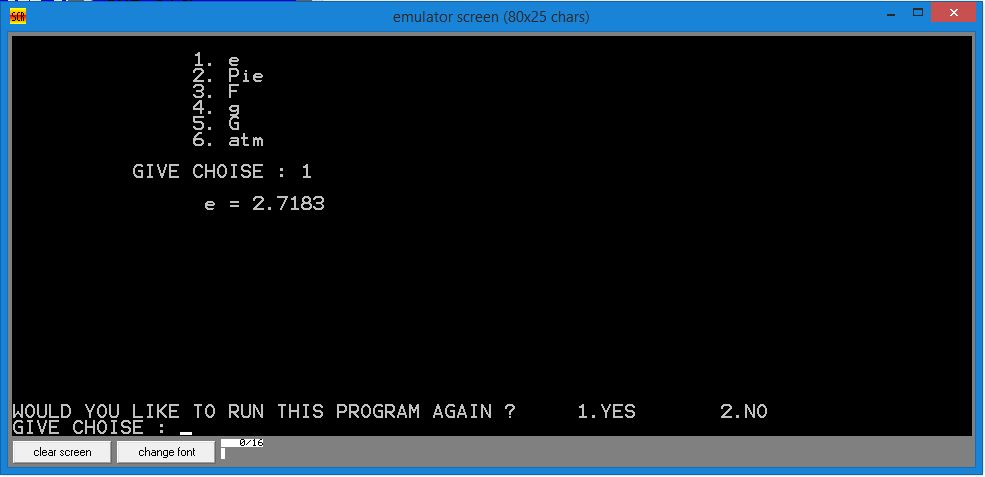 SCR
emulator screen (80x25 chars)
1. e
2. Pie
3. F
4. g
5. G
6. atm
GIVE CHOISE : 1
e = 2.7183
WOULD YOU LIKE TO RUN THIS PROGRAM AGAIN ? 1.YES 2.NO
GIVE CHOISE : _
clear screen change font 0/16